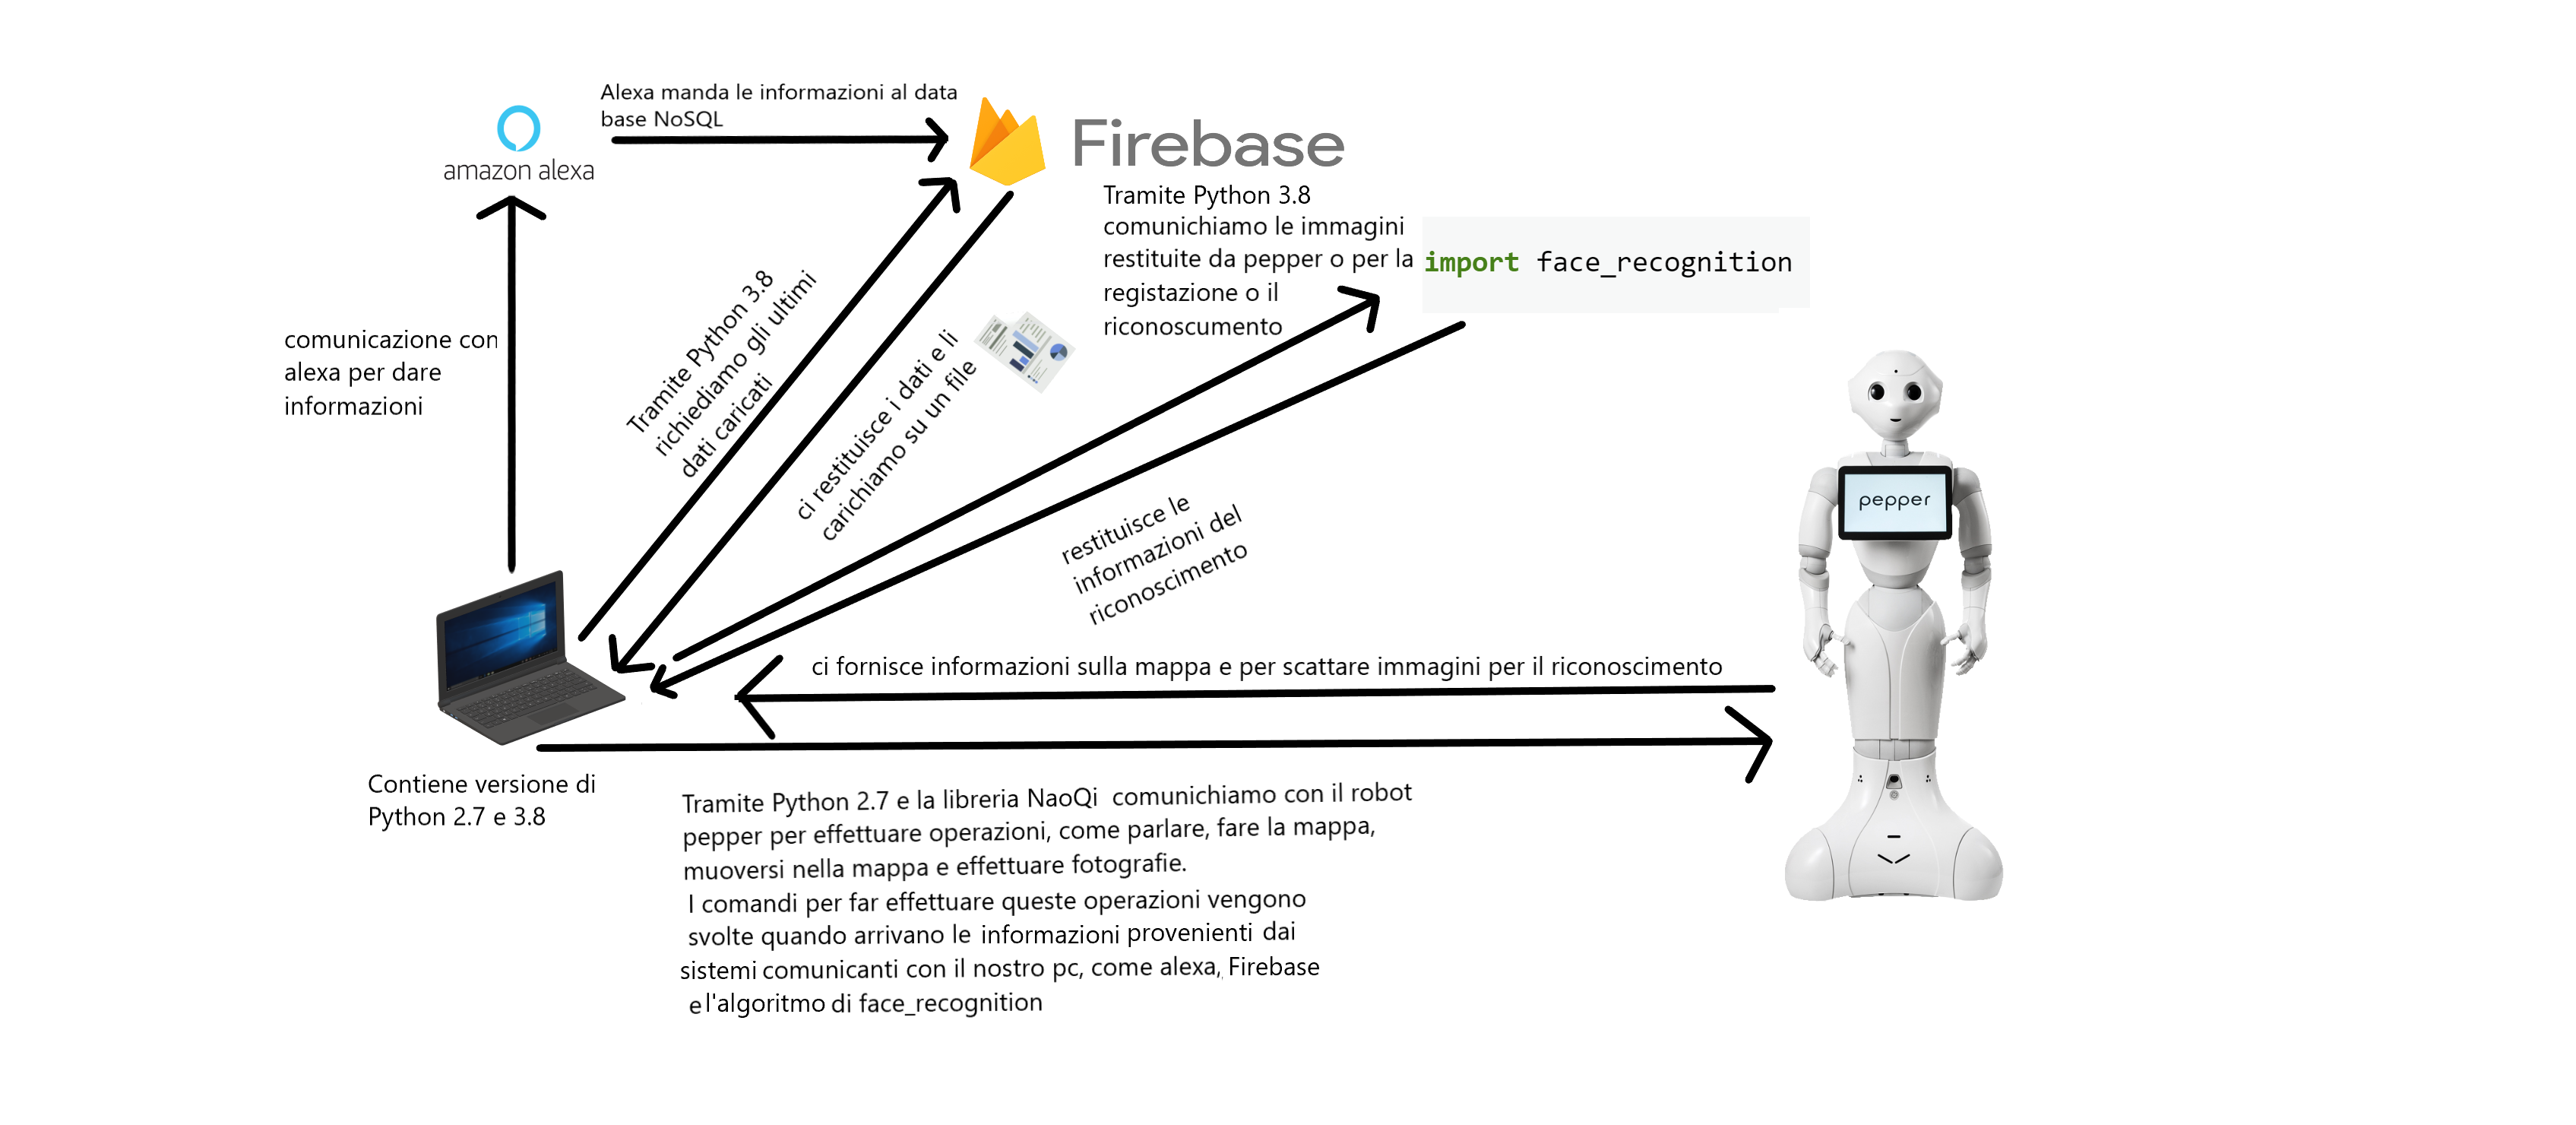 Alexa manda le informazioni al data
base NoSQL
amazon alexa
Firebase
Tramite Python 3.8
comunichiamo le immagini
restituite da pepper o per la
registazione o il
riconoscumento
import face_recognition
comunicazione con
alexa per dare
informazioni
Tramite Python 3.8
richiediamo gli ultimi
dati caricati
ci restituisce i dati e li
carichiamo su un file
restituisce le
informazioni del
riconoscimento
pepper
ci fornisce informazioni sulla mappa e per scattare immagini per il riconoscimento
Contiene versione di
Python 2.7 e 3.8
Tramite Python 2.7 e la libreria NaoQi comunichiamo con il robot
pepper per effettuare operazioni, come parlare, fare la mappa,
muoversi nella mappa e effettuare fotografie.
I comandi per far effettuare queste operazioni vengono
svolte quando arrivano le informazioni provenienti dai
sistemi comunicanti con il nostro pc, come alexa, Firebase
e l'algoritmo di face_recognition